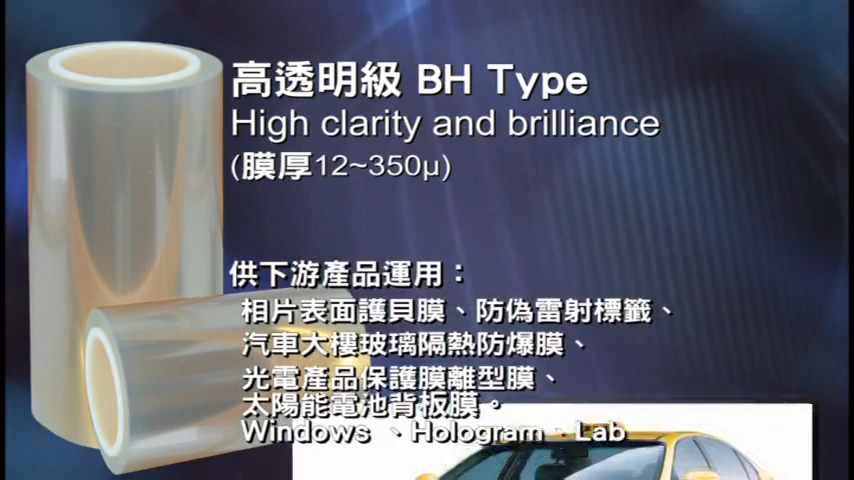 高透明級 BH Type
High clarity and brilliance
(膜厚12~350μ)
供下游產品運用：
相片表面護貝膜、防偽雷射標籤、
汽車大樓玻璃隔熱防爆膜、
光電產品保護膜離型膜、
太陽能電池背板膜。
Windows 、Hologram、Lab